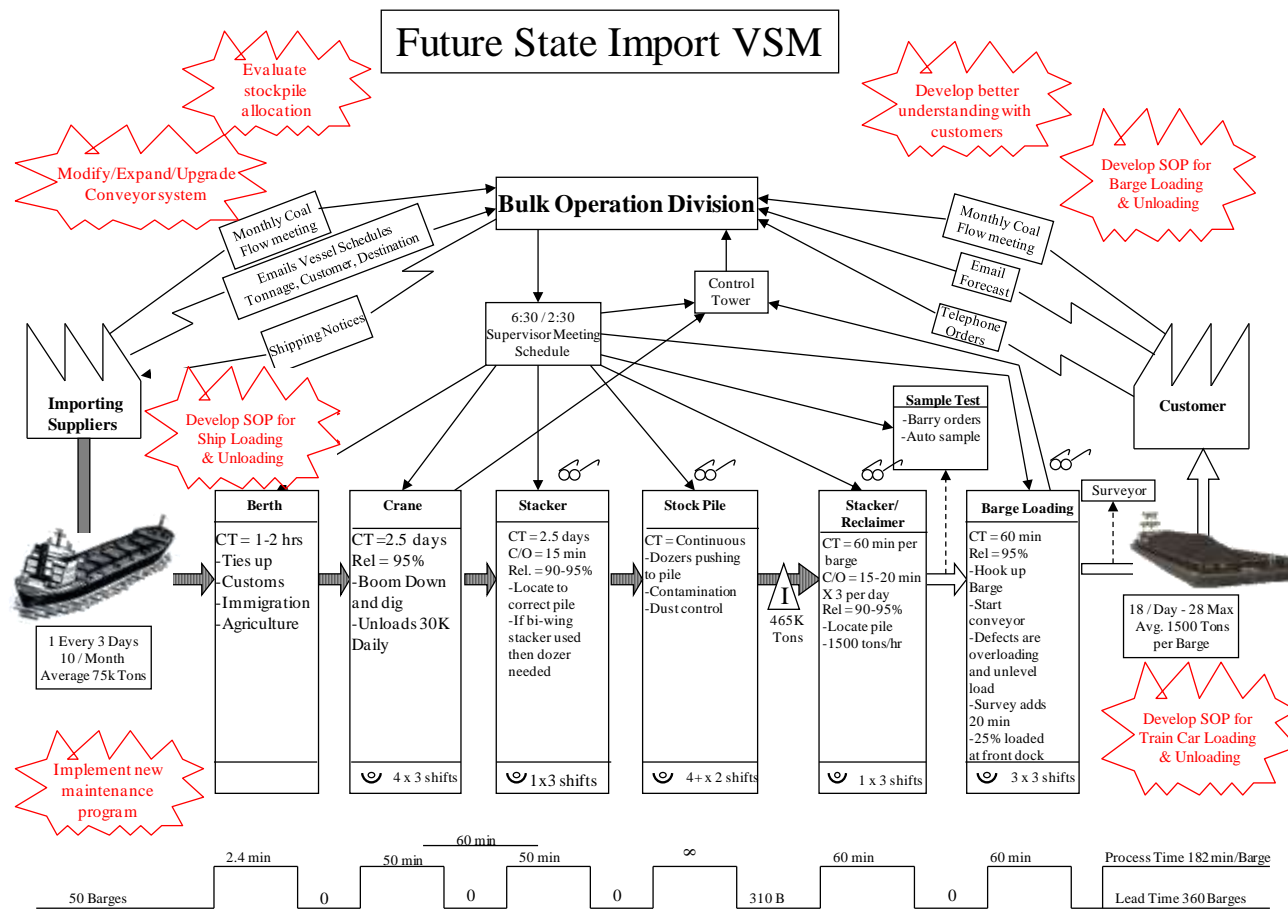 Future State Import VSM
Evaluate
stockpile
allocation
Modify/Expand/Upgrade
Conveyor system
Develop better
understanding with
customers
Develop SOP for
Barge Loading
& Unloading
Bulk Operation Division
Monthly Coal
Flow meeting
Emails Vessel Schedules
Tonnage, Customer, Destination
Shipping Notices
Monthly Coal
Flow meeting
Email
Forecast
Telephone
Orders
Control
Tower
6:30 / 2:30
Supervisor Meeting
Schedule
Importing
Suppliers
Customer
Develop SOP for
Ship Loading
& Unloading
Sample Test
-Barry orders
-Auto sample
Surveyor
Berth
CT = 1-2 hrs
-Ties up
-Customs
-Immigration
-Agriculture
Crane
CT =2.5 days
Rel = 95%
-Boom Down
and dig
-Unloads 30K
Daily
4 x 3 shifts
Stacker
CT = 2.5 days
C/O = 15 min
Rel. = 90-95%
-Locate to
correct pile
-If bi-wing
stacker used
then dozer
needed
1x3 shifts
Stock Pile
CT = Continuous
-Dozers pushing
to pile
-Contamination
-Dust control
4+ x 2 shifts
I
465K
Tons
Stacker/
Reclaimer
CT = 60 min per
barge
C/O = 15-20 min
X 3 per day
Rel = 90-95%
-Locate pile
-1500 tons/hr
1 x 3 shifts
Barge Loading
CT = 60 min
Rel = 95%
-Hook up
Barge
-Start
conveyor
-Defects are
overloading
and unlevel
load
-Survey adds
20 min
-25% loaded
at front dock
3 x 3 shifts
1 Every 3 Days
10 / Month
Average 75k Tons
18 / Day - 28 Max
Avg. 1500 Tons
per Barge
Implement new
maintenance
program
Develop SOP for
Train Car Loading
& Unloading
50 Barges
2.4 min
0
50 min
60 min
0
50 min
0
∞
310 B
60 min
0
60 min
Process Time 182 min/Barge
Lead Time 360 Barges